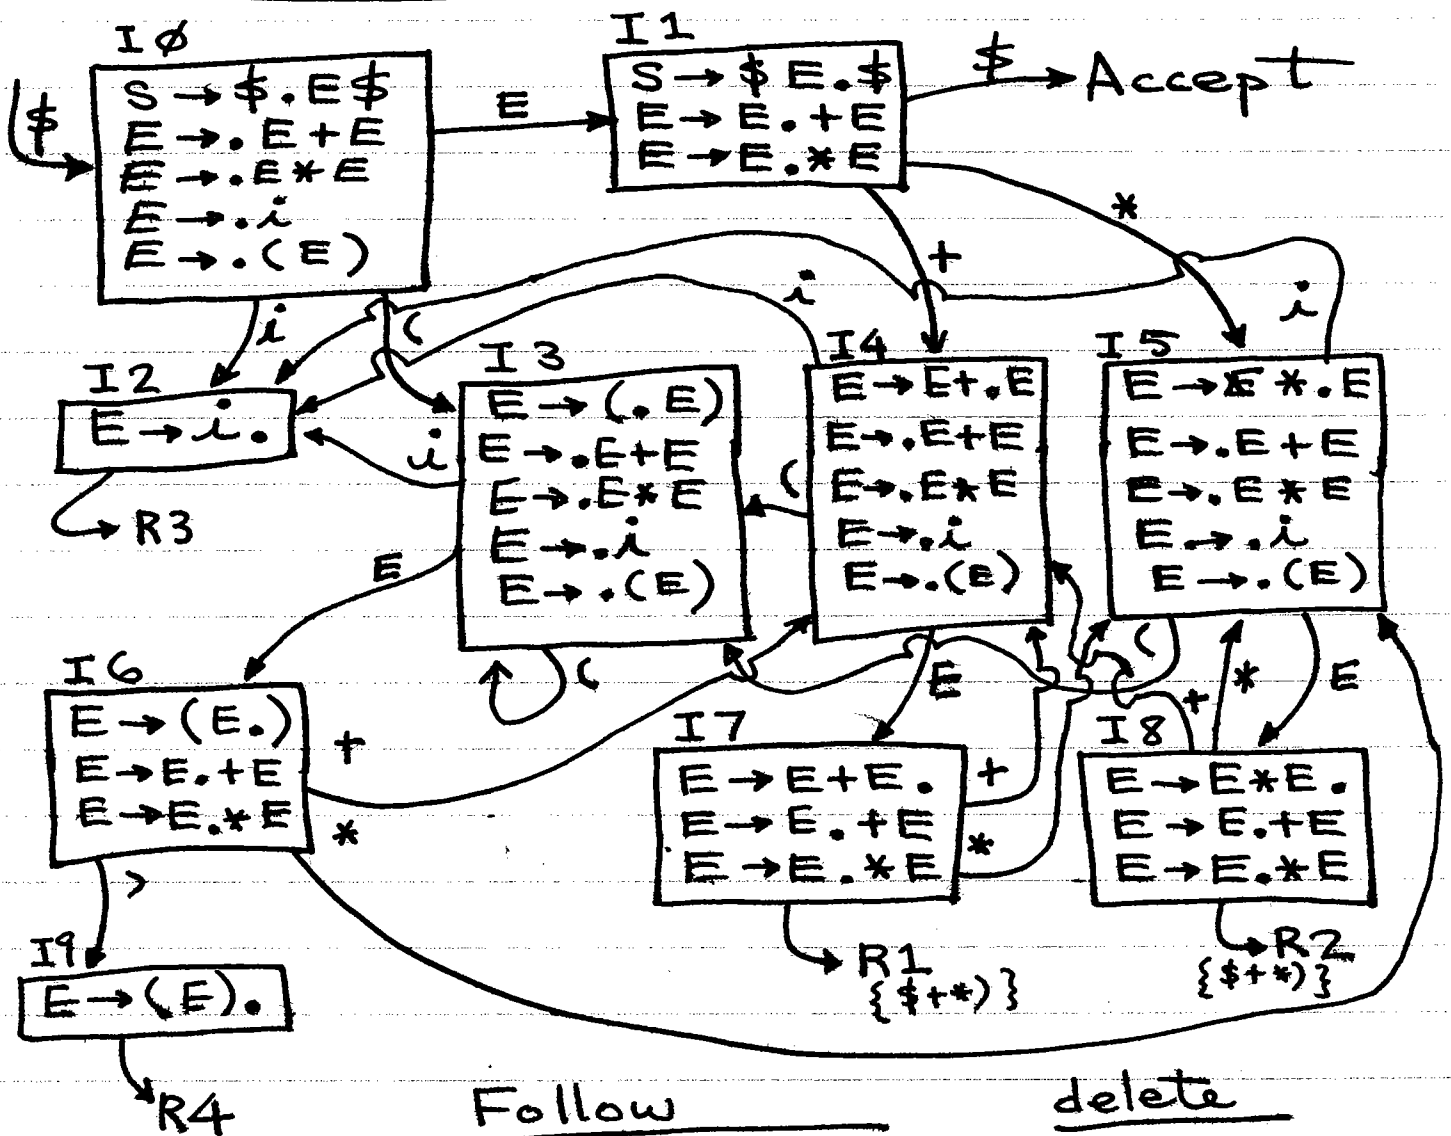 I0
$
S → $.E$
E → .E+E
E → .E*E
E → .i
E → .(E)
E
I1
S → $E.$
E → E.+E
E → E.*E
$
Accept
*
+
i
(
i
i
I2
E → i.
R3
I3
E → (.E)
E → .E+E
E → .E*E
E → .i
E → .(E)
i
(
E
(
I4
E → E+.E
E → .E+E
E → .E*E
E → .i
E → .(E)
I5
E → E*.E
E → .E+E
E → .E*E
E → .i
E → .(E)
E
(
+
*
E
I6
E → (E.)
E → E.+E
E → E.*E
+
*
)
I7
E → E+E.
E → E.+E
E → E.*E
+
*
R1
{$+*)}
I8
E → E*E.
E → E.+E
E → E.*E
R2
{$+*)}
I9
E → (E).
R4
Follow
delete